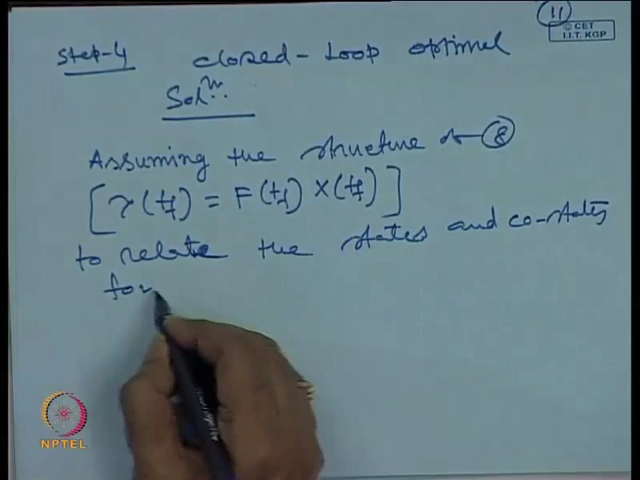 11
© CET
I.I.T. KGP
Step-4 closed-Loop optimal
Soln.
Assuming the structure 8
[λ(tf) = F(tf) X(tf)]
to relate the states and co-states
for
NPTEL